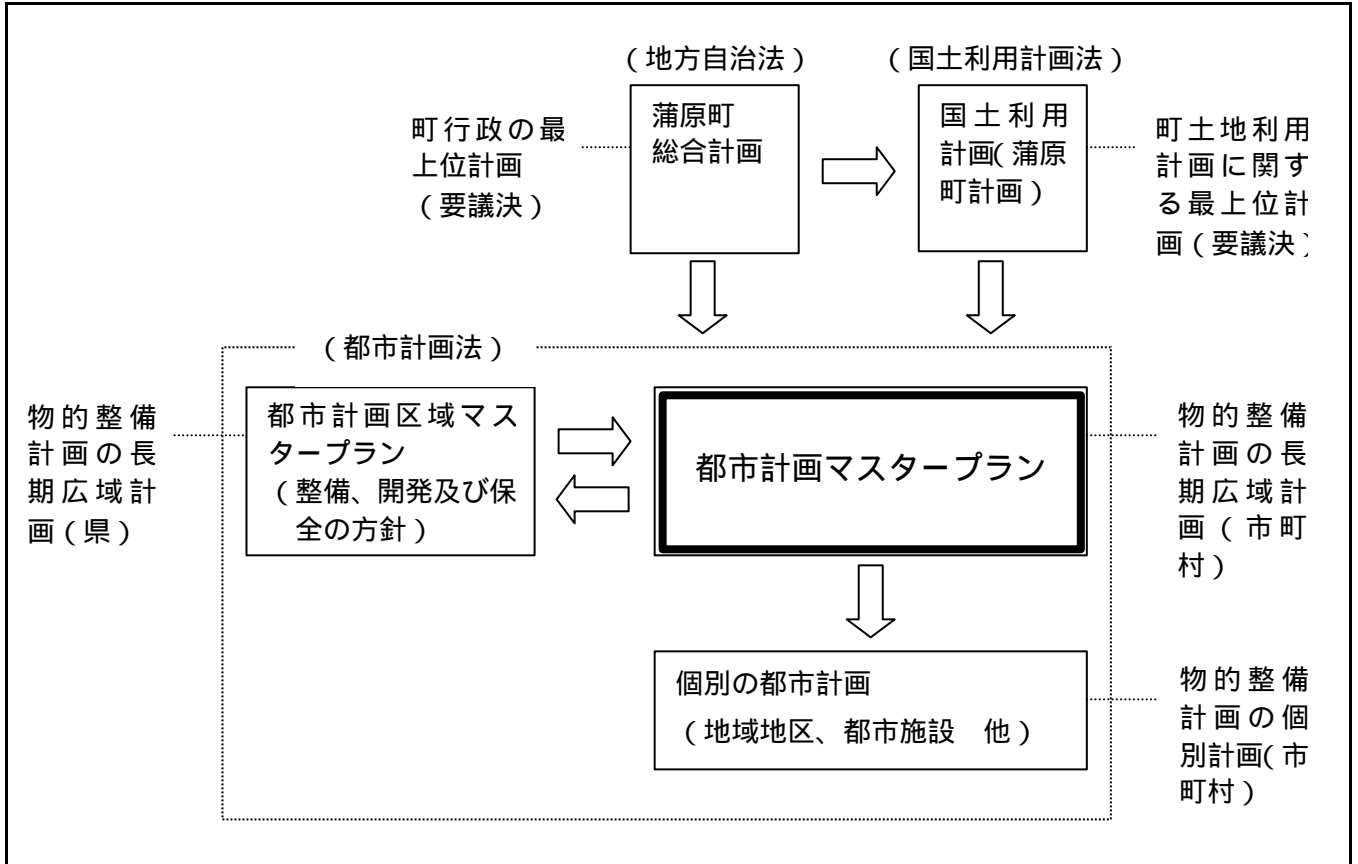 （地方自治法）
（国土利用計画法）
町行政の最
上位計画
（要議決）
蒲原町
総合計画
国土利用
計画（蒲原
町計画）
町土地利用
計画に関す
る最上位計
画（要議決）
（都市計画法）
物的整備
計画の長
期広域計
画（県）
都市計画区域マス
タープラン
（整備、開発及び保
全の方針）
都市計画マスタープラン
物的整備
計画の長
期広域計
画（市町
村）
個別の都市計画
（地域地区、都市施設　他）
物的整備
計画の個
別計画（市
町村）